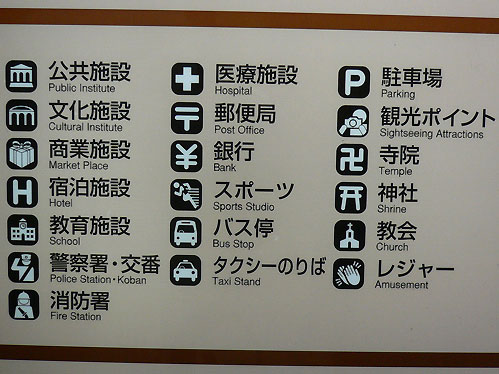 公共施設
Public Institute
文化施設
Cultural Institute
商業施設
Market Place
H
宿泊施設
Hotel
教育施設
School
警察署・交番
Police Station・Koban
消防署
Fire Station
医療施設
Hospital
〒
郵便局
Post Office
¥
銀行
Bank
スポーツ
Sports Studio
バス停
Bus Stop
タクシーのりば
Taxi Stand
P
駐車場
Parking
観光ポイント
Sightseeing Attractions
卍
寺院
Temple
神社
Shrine
教会
Church
レジャー
Amusement